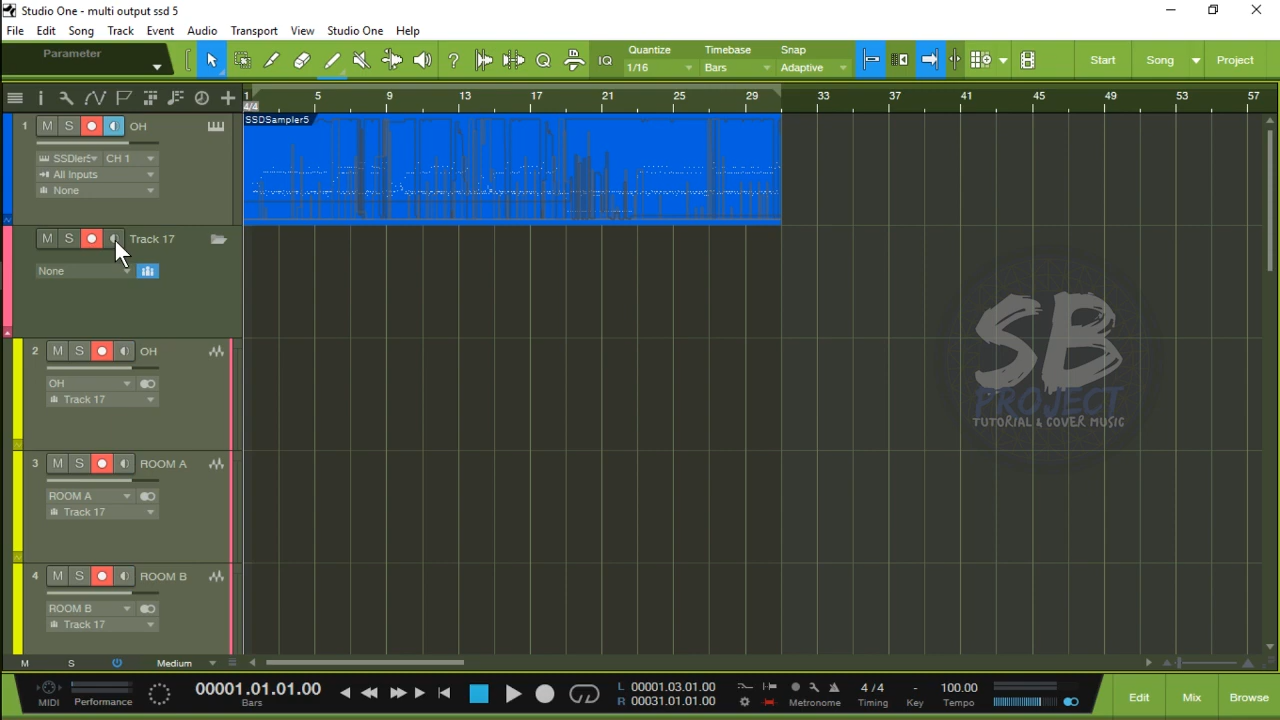 Studio One - multi output ssd 5
File Edit Song Track Event Audio Transport View Studio One Help
Parameter
IQ
Quantize Timebase Snap
1/16 Bars Adaptive
Start Song Project
1 5 9 13 17 21 25 29 33 37 41 45 49 53 57
4/4
1 M S OH
SSDSampler5
CH 1
All Inputs
None
M S Track 17
None
2 M S OH
OH
Track 17
3 M S ROOM A
ROOM A
Track 17
4 M S ROOM B
ROOM B
Track 17
SB
PROJECT
TUTORIAL & COVER MUSIC
M S Medium
MIDI Performance
00001.01.01.00
Bars
L 00001.03.01.00
R 00031.01.01.00
Metronome
4 / 4
Timing
-
Key
100.00
Tempo
Edit Mix Browse